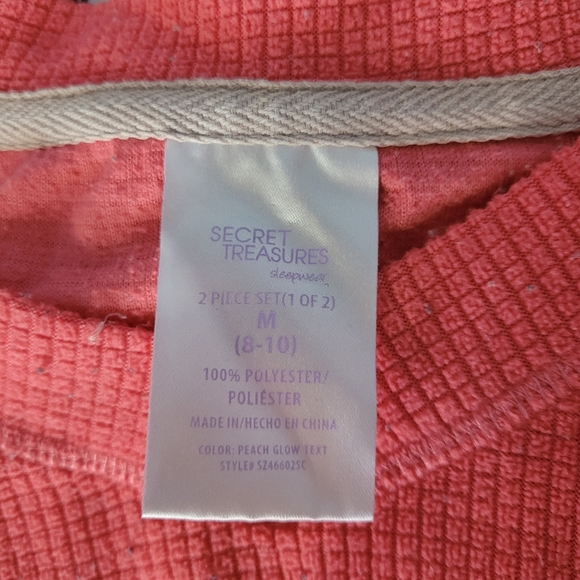 SECRET
TREASURES
sleepwear
2 PIECE SET(1 OF 2)
M
(8-10)
100% POLYESTER/
POLIÉSTER
MADE IN/HECHO EN CHINA
COLOR: PEACH GLOW TEXT
STYLE# SZ466025C